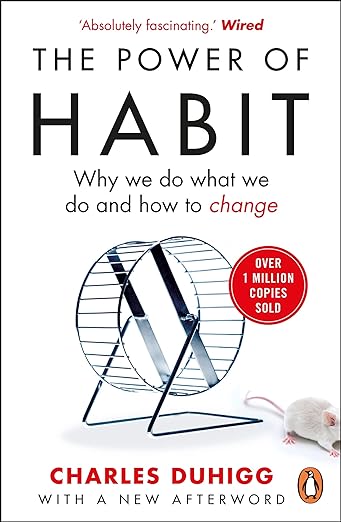 'Absolutely fascinating.' Wired
THE POWER OF
HABIT
Why we do what we
do and how to change
OVER
1 MILLION
COPIES
SOLD
CHARLES DUHIGG
WITH A NEW AFTERWORD